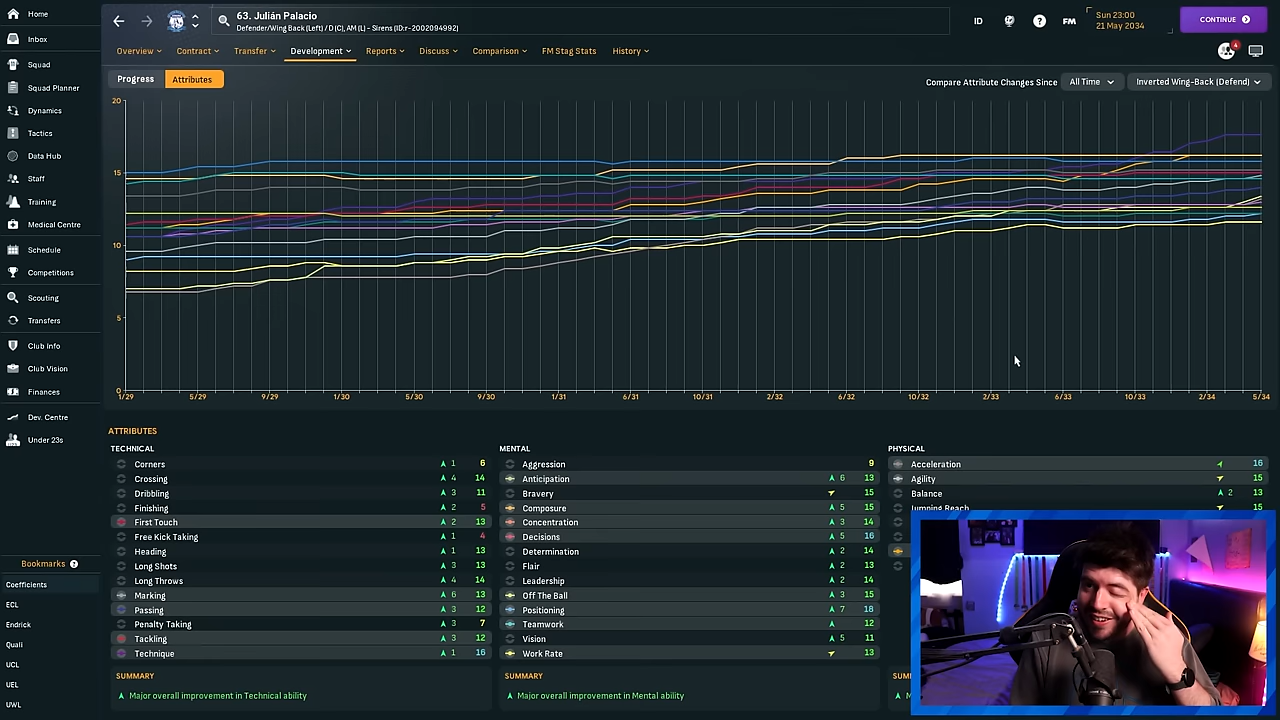 Home
Inbox
Squad
Squad Planner
Dynamics
Tactics
Data Hub
Staff
Training
Medical Centre
Schedule
Competitions
Scouting
Transfers
Club Info
Club Vision
Finances
Dev. Centre
Under 23s
Bookmarks ?
Coefficients
ECL
Endrick
Quali
UCL
UEL
UWL
63. Julián Palacio
Defender/Wing Back (Left) / D (C), AM (L) - Sirens (ID:r-2002094992)
ID ? FM
Sun 23:00
21 May 2034
CONTINUE
4
Overview Contract Transfer Development Reports Discuss Comparison FM Stag Stats History
Progress Attributes
Compare Attribute Changes Since All Time Inverted Wing-Back (Defend)
20
15
10
5
0
1/29 5/29 9/29 1/30 5/30 9/30 1/31 6/31 10/31 2/32 6/32 10/32 2/33 6/33 10/33 2/34 5/34
ATTRIBUTES
TECHNICAL
Corners 1 6
Crossing 4 14
Dribbling 3 11
Finishing 2 5
First Touch 2 13
Free Kick Taking 1 4
Heading 1 13
Long Shots 3 13
Long Throws 4 14
Marking 6 13
Passing 3 12
Penalty Taking 3 7
Tackling 3 12
Technique 1 16
SUMMARY
Major overall improvement in Technical ability
MENTAL
Aggression 9
Anticipation 6 13
Bravery 15
Composure 5 15
Concentration 3 14
Decisions 5 16
Determination 2 14
Flair 2 13
Leadership 2 14
Off The Ball 3 15
Positioning 7 18
Teamwork 12
Vision 5 11
Work Rate 13
SUMMARY
Major overall improvement in Mental ability
PHYSICAL
Acceleration 16
Agility 15
Balance 2 13
Jumping Reach 15